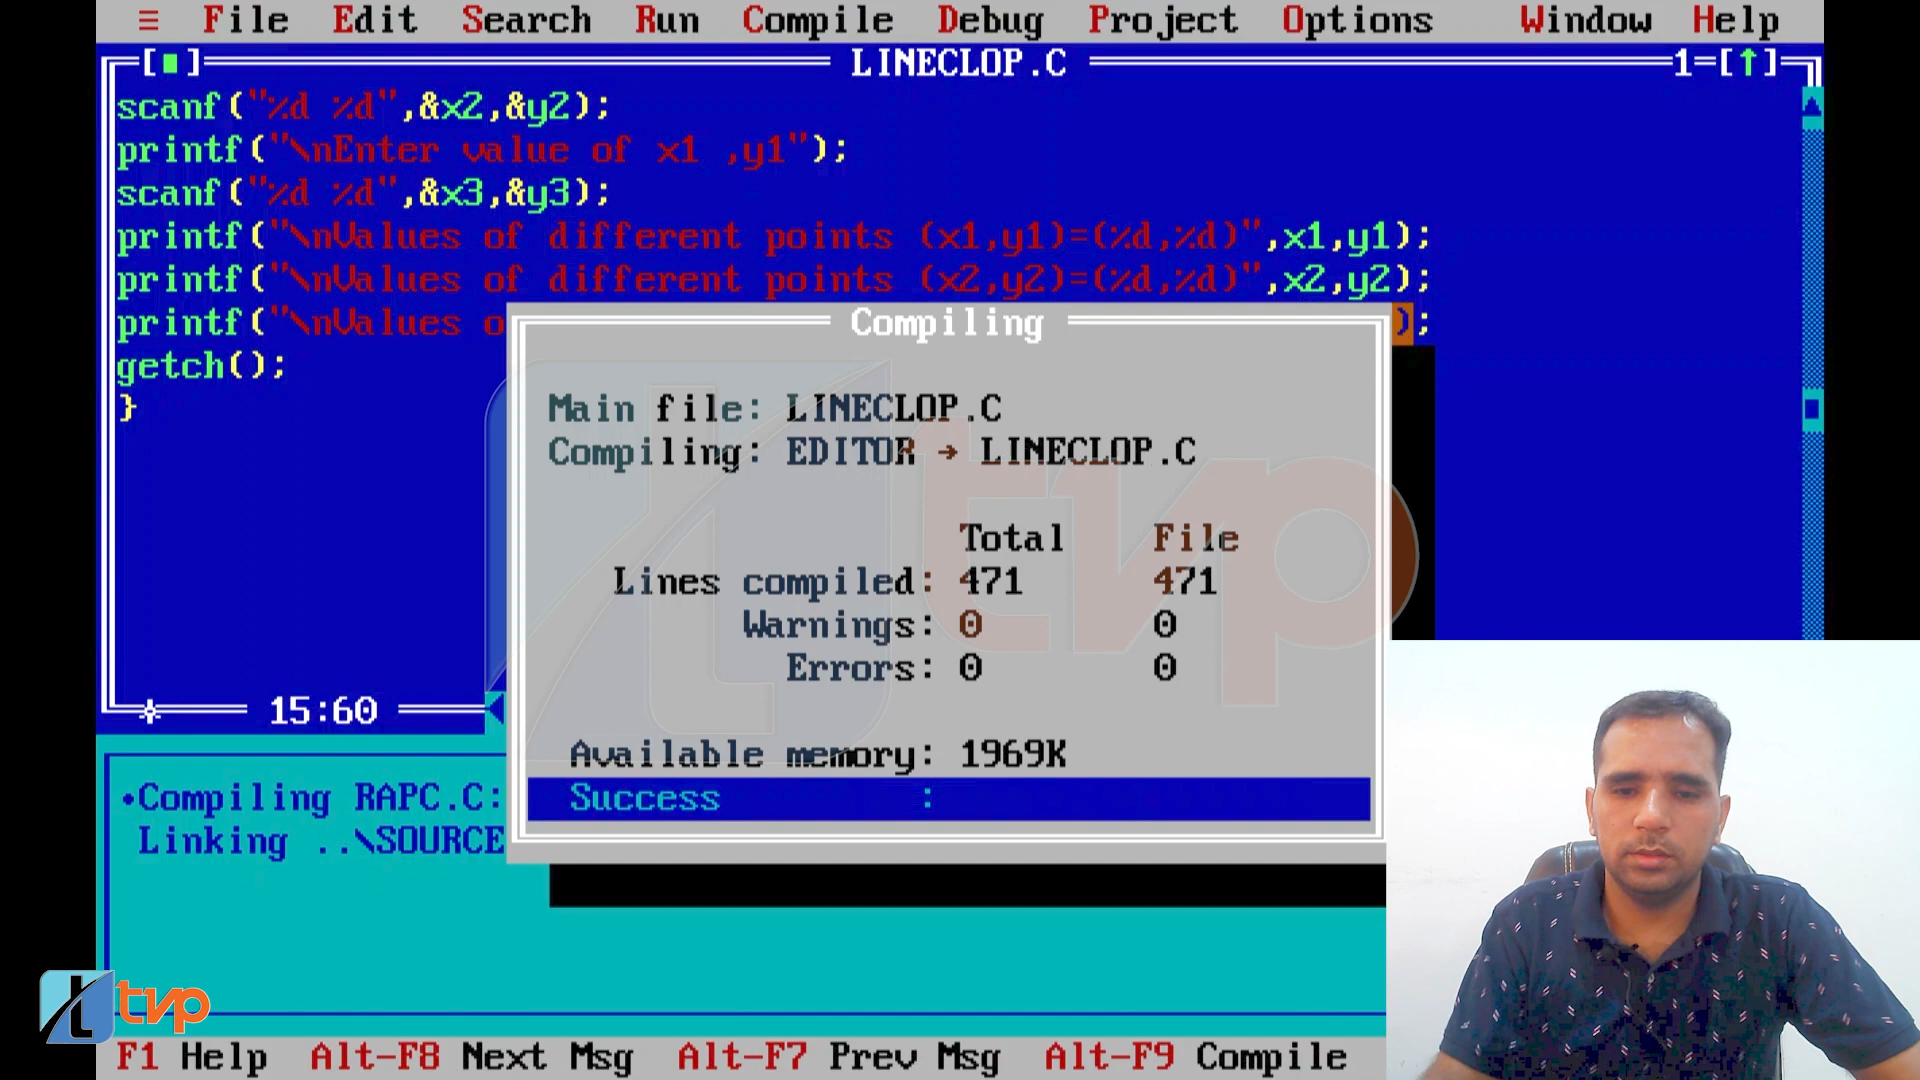 ≡ File Edit Search Run Compile Debug Project Options Window Help
[■] LINECLOP.C 1=[↑]
scanf("%d %d",&x2,&y2);
printf("\nEnter value of x1 ,y1");
scanf("%d %d",&x3,&y3);
printf("\nValues of different points (x1,y1)=(%d,%d)",x1,y1);
printf("\nValues of different points (x2,y2)=(%d,%d)",x2,y2);
printf("\nValues o );
getch();
}
15:60
Compiling
Main file: LINECLOP.C
Compiling: EDITOR → LINECLOP.C
Total File
Lines compiled: 471 471
Warnings: 0 0
Errors: 0 0
Available memory: 1969K
Success :
•Compiling RAPC.C:
Linking ..\SOURCE
tvp
tvp
F1 Help Alt-F8 Next Msg Alt-F7 Prev Msg Alt-F9 Compile